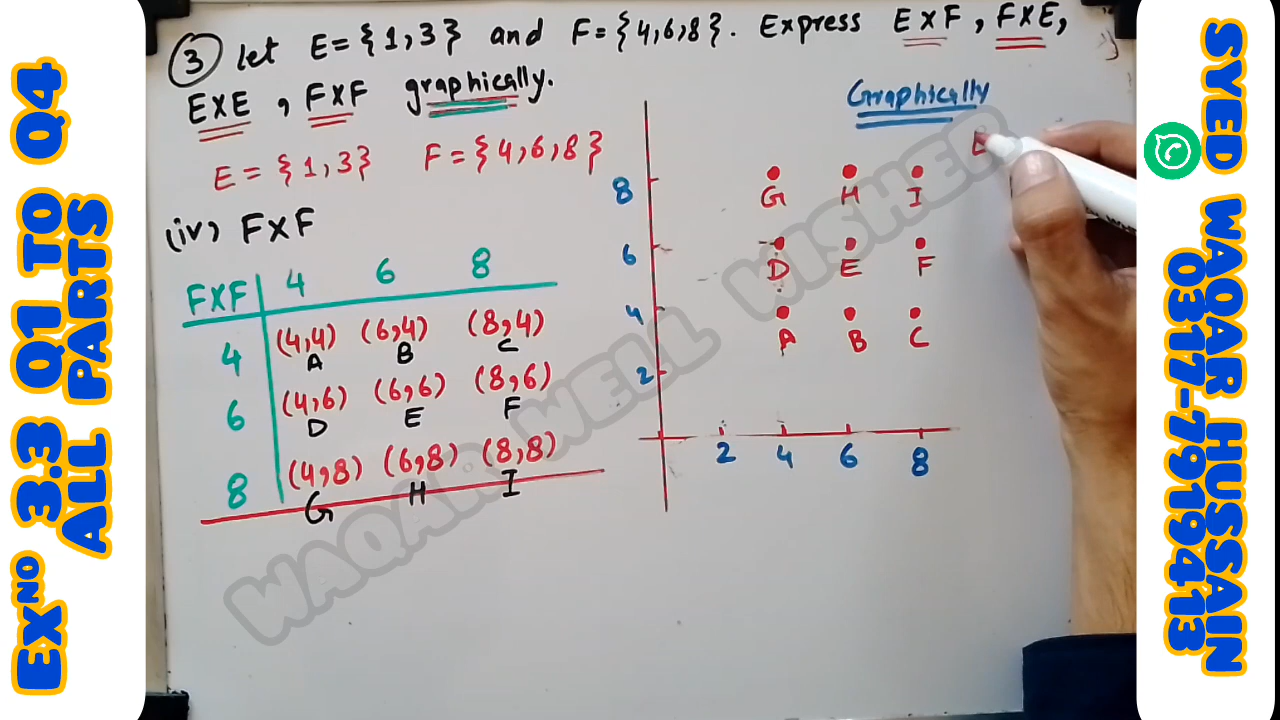 ③ let E = {1,3} and F = {4,6,8}. Express E×F, F×E,
E×E, F×F graphically.
E = {1,3} F = {4,6,8}
(iv) F×F
F×F 4 6 8
4 (4,4) (6,4) (8,4)
A B C
6 (4,6) (6,6) (8,6)
D E F
8 (4,8) (6,8) (8,8)
G H I
Graphically
8
G H I
6
D E F
4
A B C
2
2 4 6 8
WAQAR WELL WISHER
EXᴺᴼ 3.3 Q1 TO Q4
ALL PARTS
SYED WAQAR HUSSAIN
0317-7919413